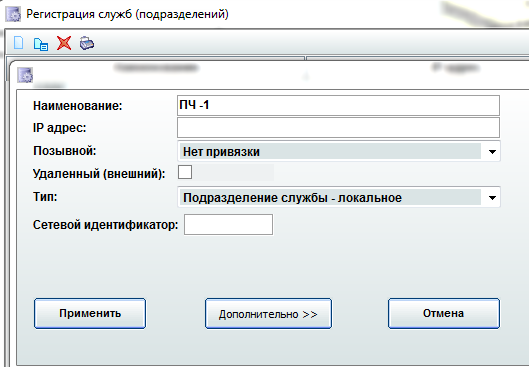 Регистрация служб (подразделений)
Наименование: ПЧ -1
IP адрес:
Позывной: Нет привязки
Удаленный (внешний):
Тип: Подразделение службы - локальное
Сетевой идентификатор:
Применить Дополнительно >> Отмена